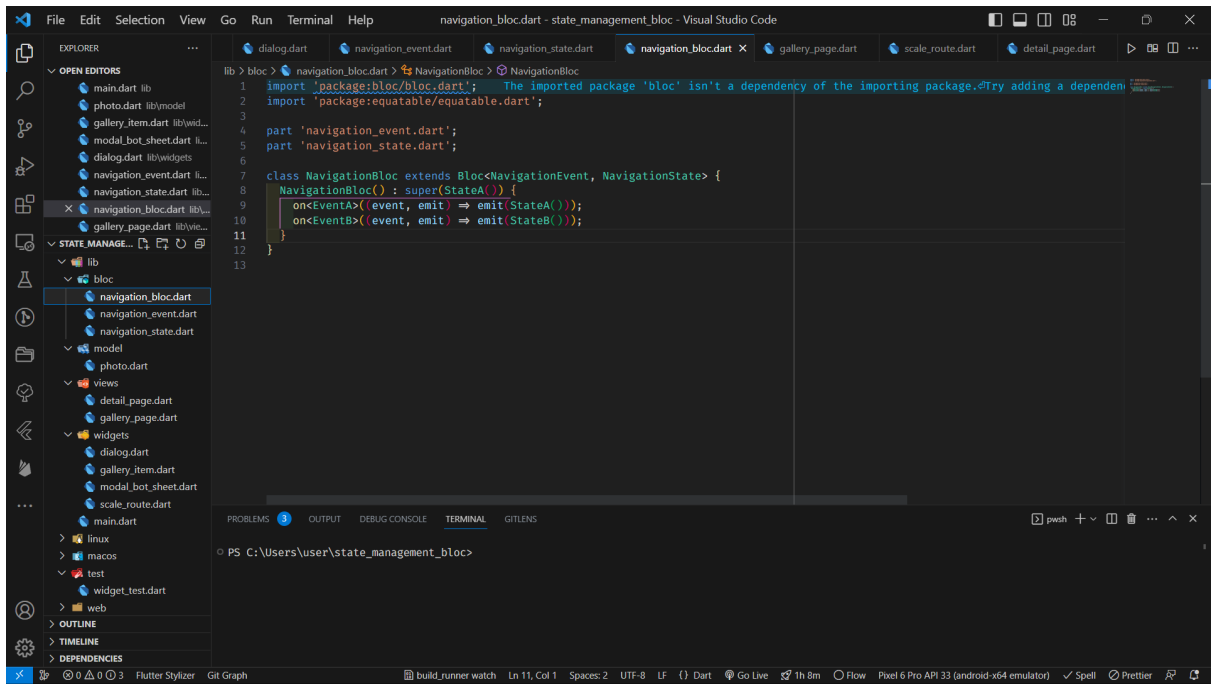 File Edit Selection View Go Run Terminal Help navigation_bloc.dart - state_management_bloc - Visual Studio Code
EXPLORER
dialog.dart navigation_event.dart navigation_state.dart navigation_bloc.dart gallery_page.dart scale_route.dart detail_page.dart
OPEN EDITORS
main.dart lib
photo.dart lib\model
gallery_item.dart lib\wid...
modal_bot_sheet.dart li...
dialog.dart lib\widgets
navigation_event.dart li...
navigation_state.dart lib...
navigation_bloc.dart lib\...
gallery_page.dart lib\vie...
STATE_MANAGE...
lib
bloc
navigation_bloc.dart
navigation_event.dart
navigation_state.dart
model
photo.dart
views
detail_page.dart
gallery_page.dart
widgets
dialog.dart
gallery_item.dart
modal_bot_sheet.dart
scale_route.dart
main.dart
linux
macos
test
widget_test.dart
web
OUTLINE
TIMELINE
DEPENDENCIES
lib > bloc > navigation_bloc.dart > NavigationBloc > NavigationBloc
1 import 'package:bloc/bloc.dart'; The imported package 'bloc' isn't a dependency of the importing package.⏎Try adding a dependen
2 import 'package:equatable/equatable.dart';
3
4 part 'navigation_event.dart';
5 part 'navigation_state.dart';
6
7 class NavigationBloc extends Bloc<NavigationEvent, NavigationState> {
8 NavigationBloc() : super(StateA()) {
9 on<EventA>((event, emit) => emit(StateA()));
10 on<EventB>((event, emit) => emit(StateB()));
11 }
12 }
13
PROBLEMS 3 OUTPUT DEBUG CONSOLE TERMINAL GITLENS pwsh
PS C:\Users\user\state_management_bloc>
0 0 3 Flutter Stylizer Git Graph build_runner watch Ln 11, Col 1 Spaces: 2 UTF-8 LF {} Dart Go Live 1h 8m Flow Pixel 6 Pro API 33 (android-x64 emulator) Spell Prettier